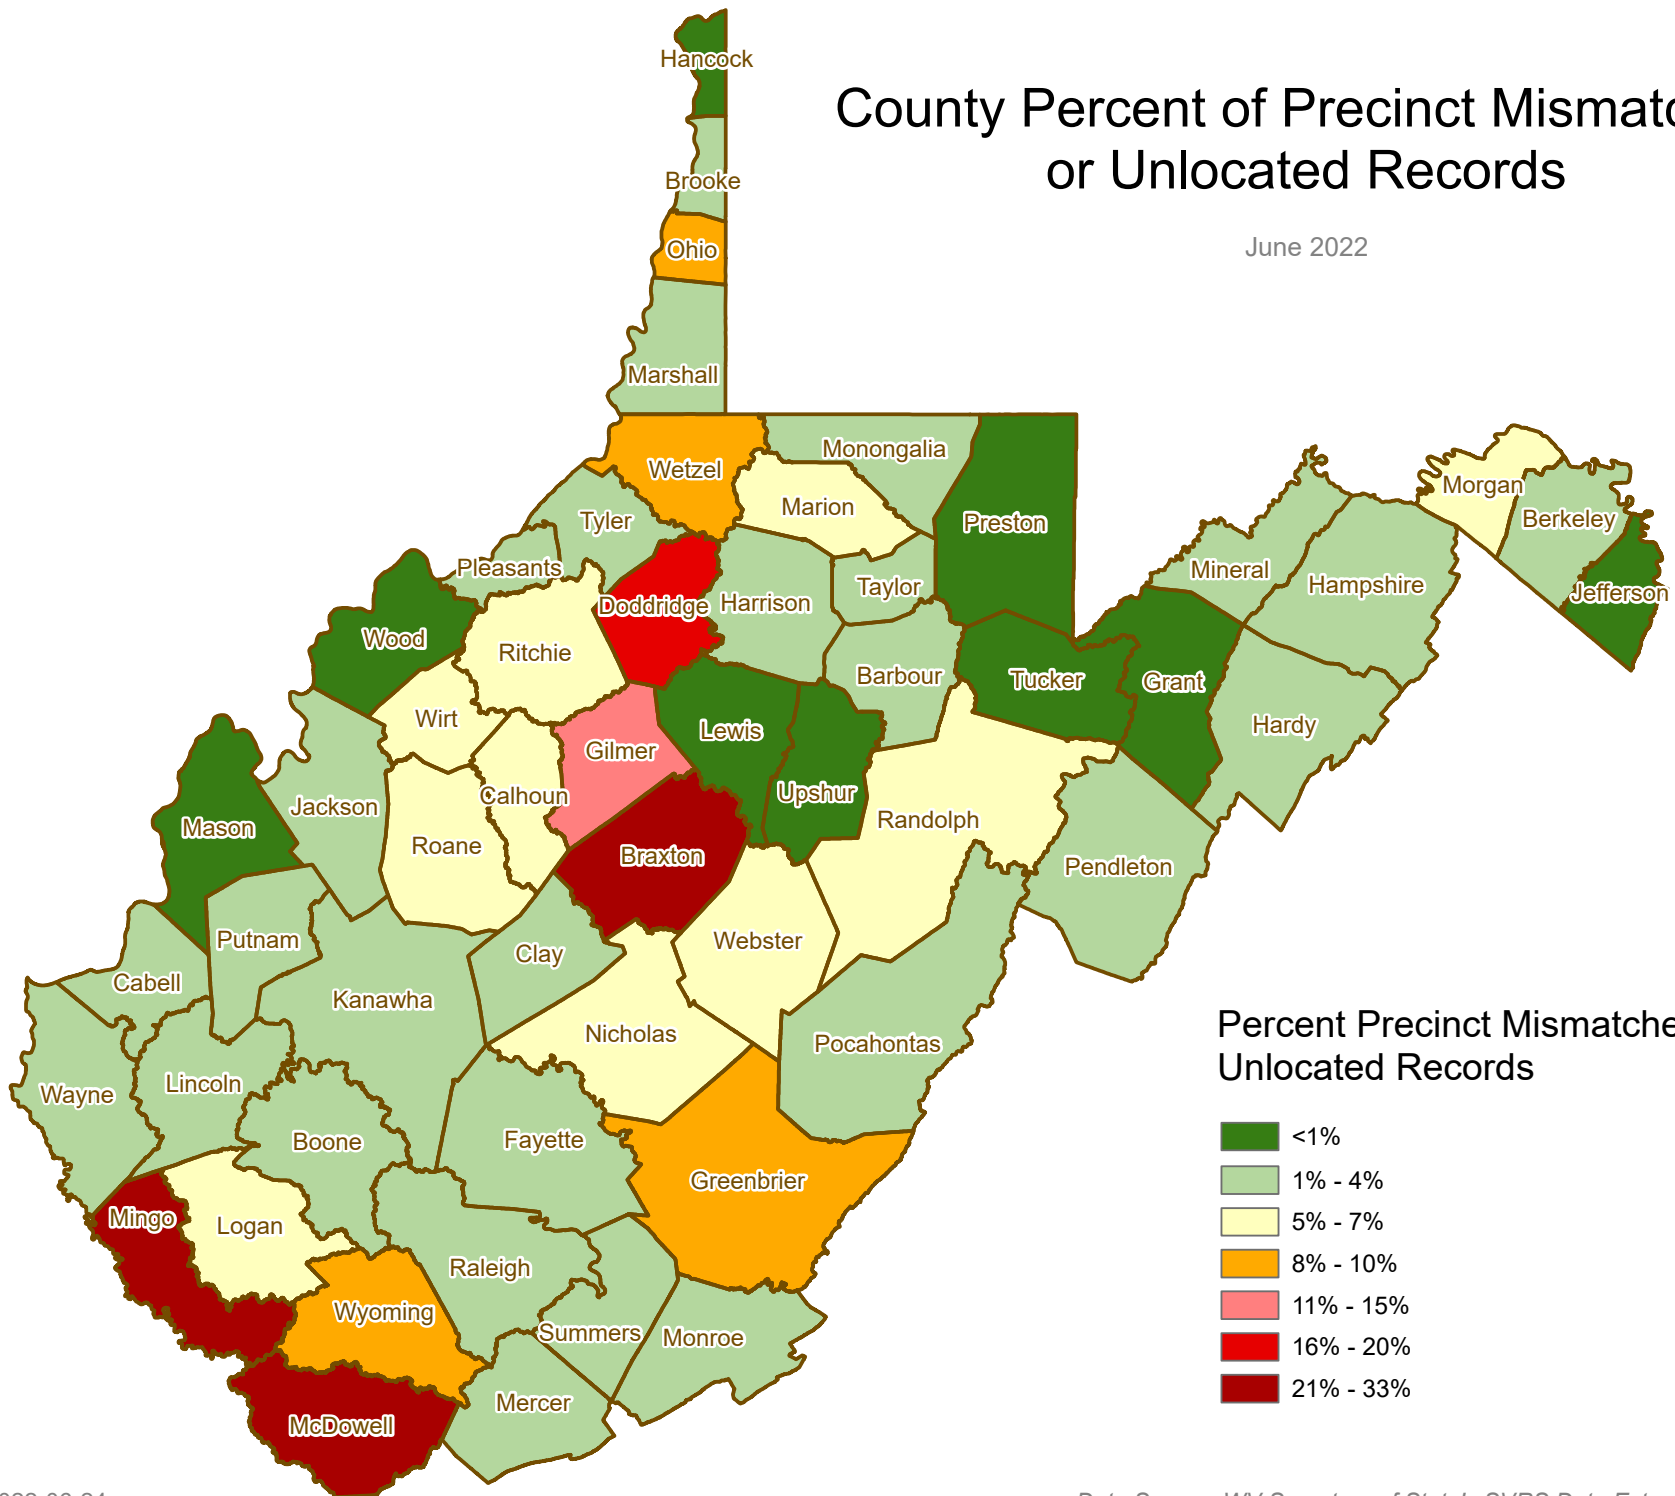 County Percent of Precinct
or Unlocated Records
June 2022
Hancock
Brooke
Ohio
Marshall
Wetzel
Monongalia
Marion
Preston
Tyler
Pleasants
Doddridge
Harrison
Taylor
Mineral
Hampshire
Morgan
Berkeley
Jefferson
Wood
Ritchie
Wirt
Barbour
Tucker
Grant
Hardy
Gilmer
Lewis
Upshur
Calhoun
Jackson
Mason
Roane
Braxton
Randolph
Pendleton
Putnam
Clay
Webster
Cabell
Kanawha
Nicholas
Pocahontas
Wayne
Lincoln
Boone
Fayette
Greenbrier
Mingo
Logan
Raleigh
Wyoming
Summers
Monroe
Mercer
McDowell
Percent Precinct
Unlocated Records
<1%
1% - 4%
5% - 7%
8% - 10%
11% - 15%
16% - 20%
21% - 33%